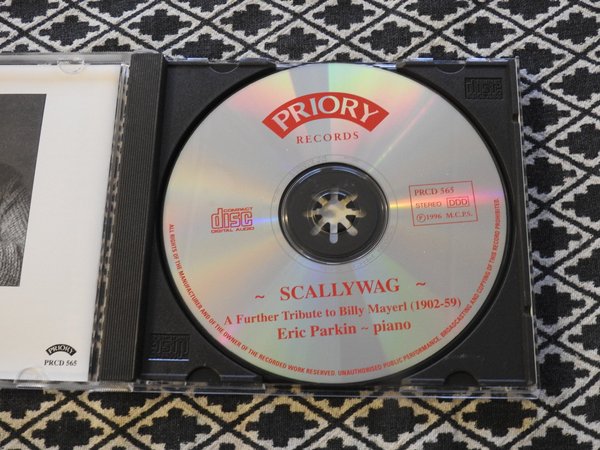 PRIORY
RECORDS
PRCD 565
STEREO DDD
Ⓟ1996 M.C.P.S.
COMPACT
disc
DIGITAL AUDIO
~ SCALLYWAG ~
A Further Tribute to Billy Mayerl (1902-59)
Eric Parkin ~ piano
ALL RIGHTS OF THE MANUFACTURER AND OF THE OWNER OF THE RECORDED WORK RESERVED. UNAUTHORISED PUBLIC PERFORMANCE, BROADCASTING AND COPYING OF THIS RECORD PROHIBITED.
PRIORY
PRCD 565
disc